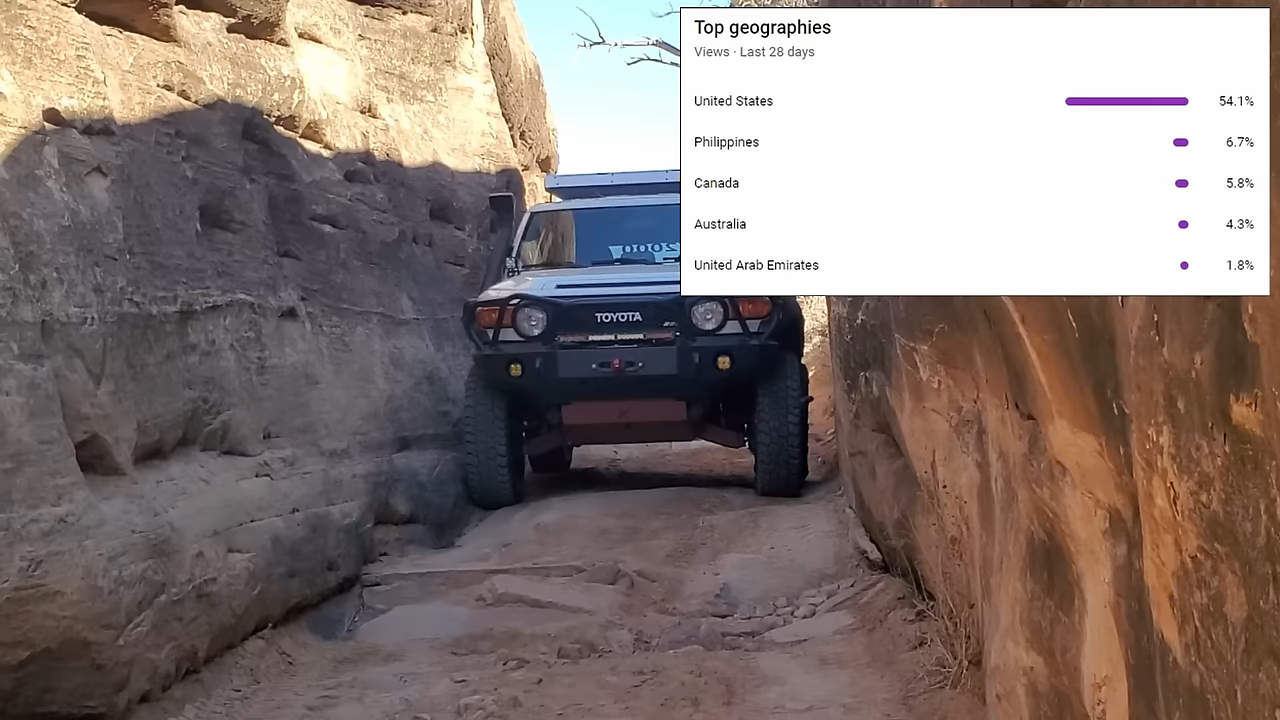 Top geographies
Views · Last 28 days
United States 54.1%
Philippines 6.7%
Canada 5.8%
Australia 4.3%
United Arab Emirates 1.8%
TOYOTA